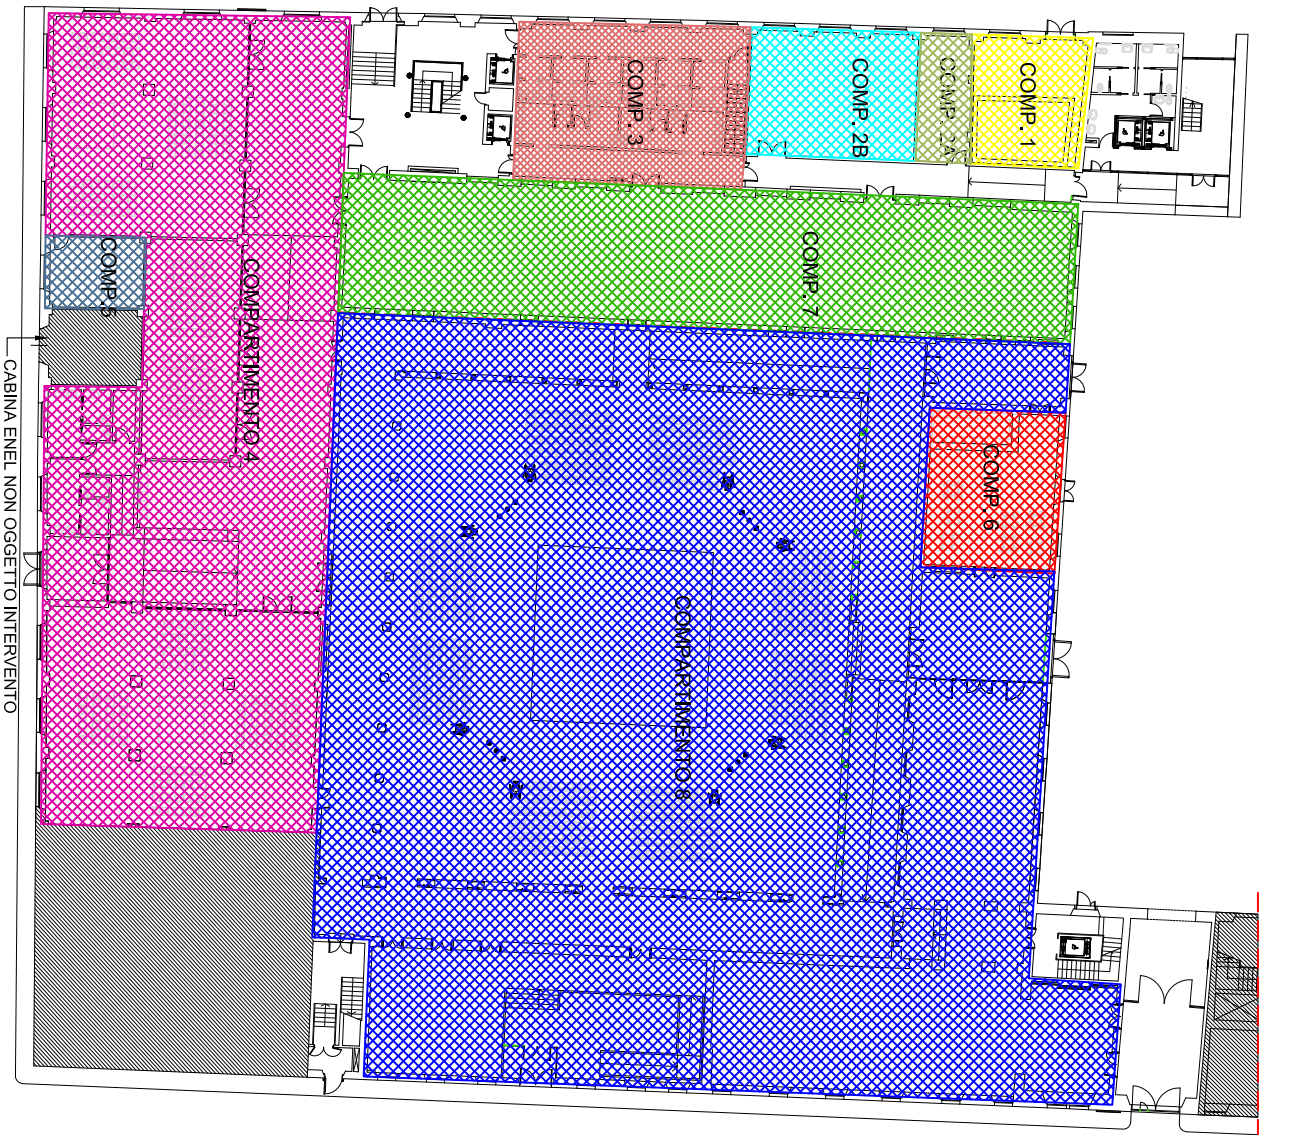 COMP. 3
COMP. 2B
COMP. 2A
COMP. 1
COMP. 7
COMP. 5
COMPARTIMENTO 4
COMP. 6
COMPARTIMENTO 8
CABINA ENEL NON OGGETTO INTERVENTO